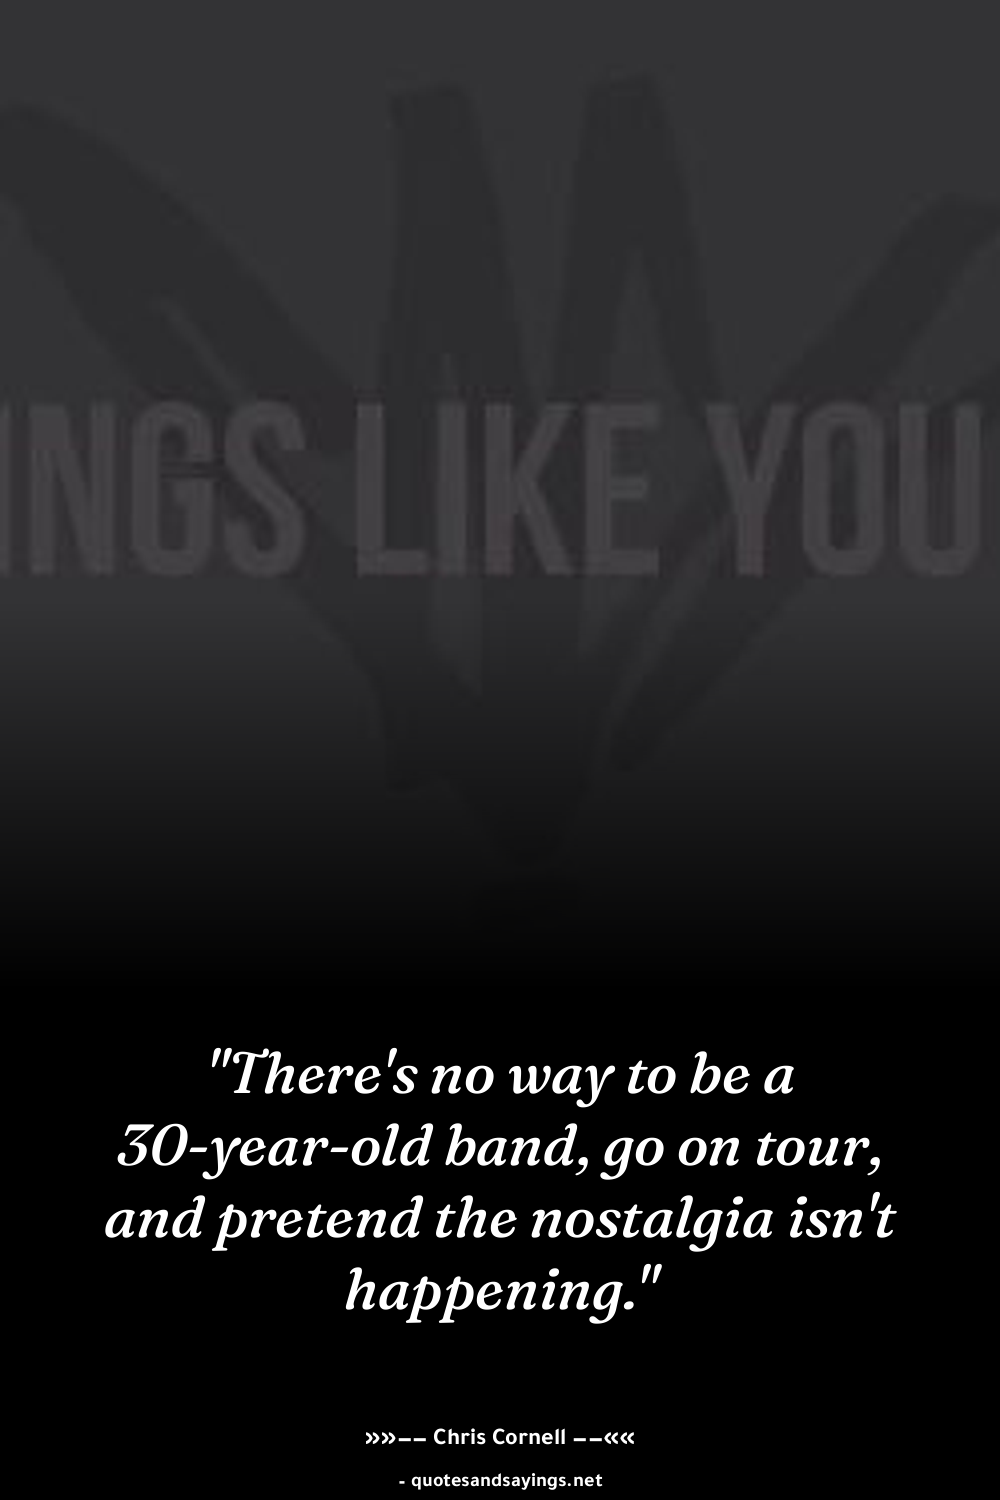 INGS LIKE YOU
"There's no way to be a
30-year-old band, go on tour,
and pretend the nostalgia isn't
happening."
»»–– Chris Cornell ––««
- quotesandsayings.net